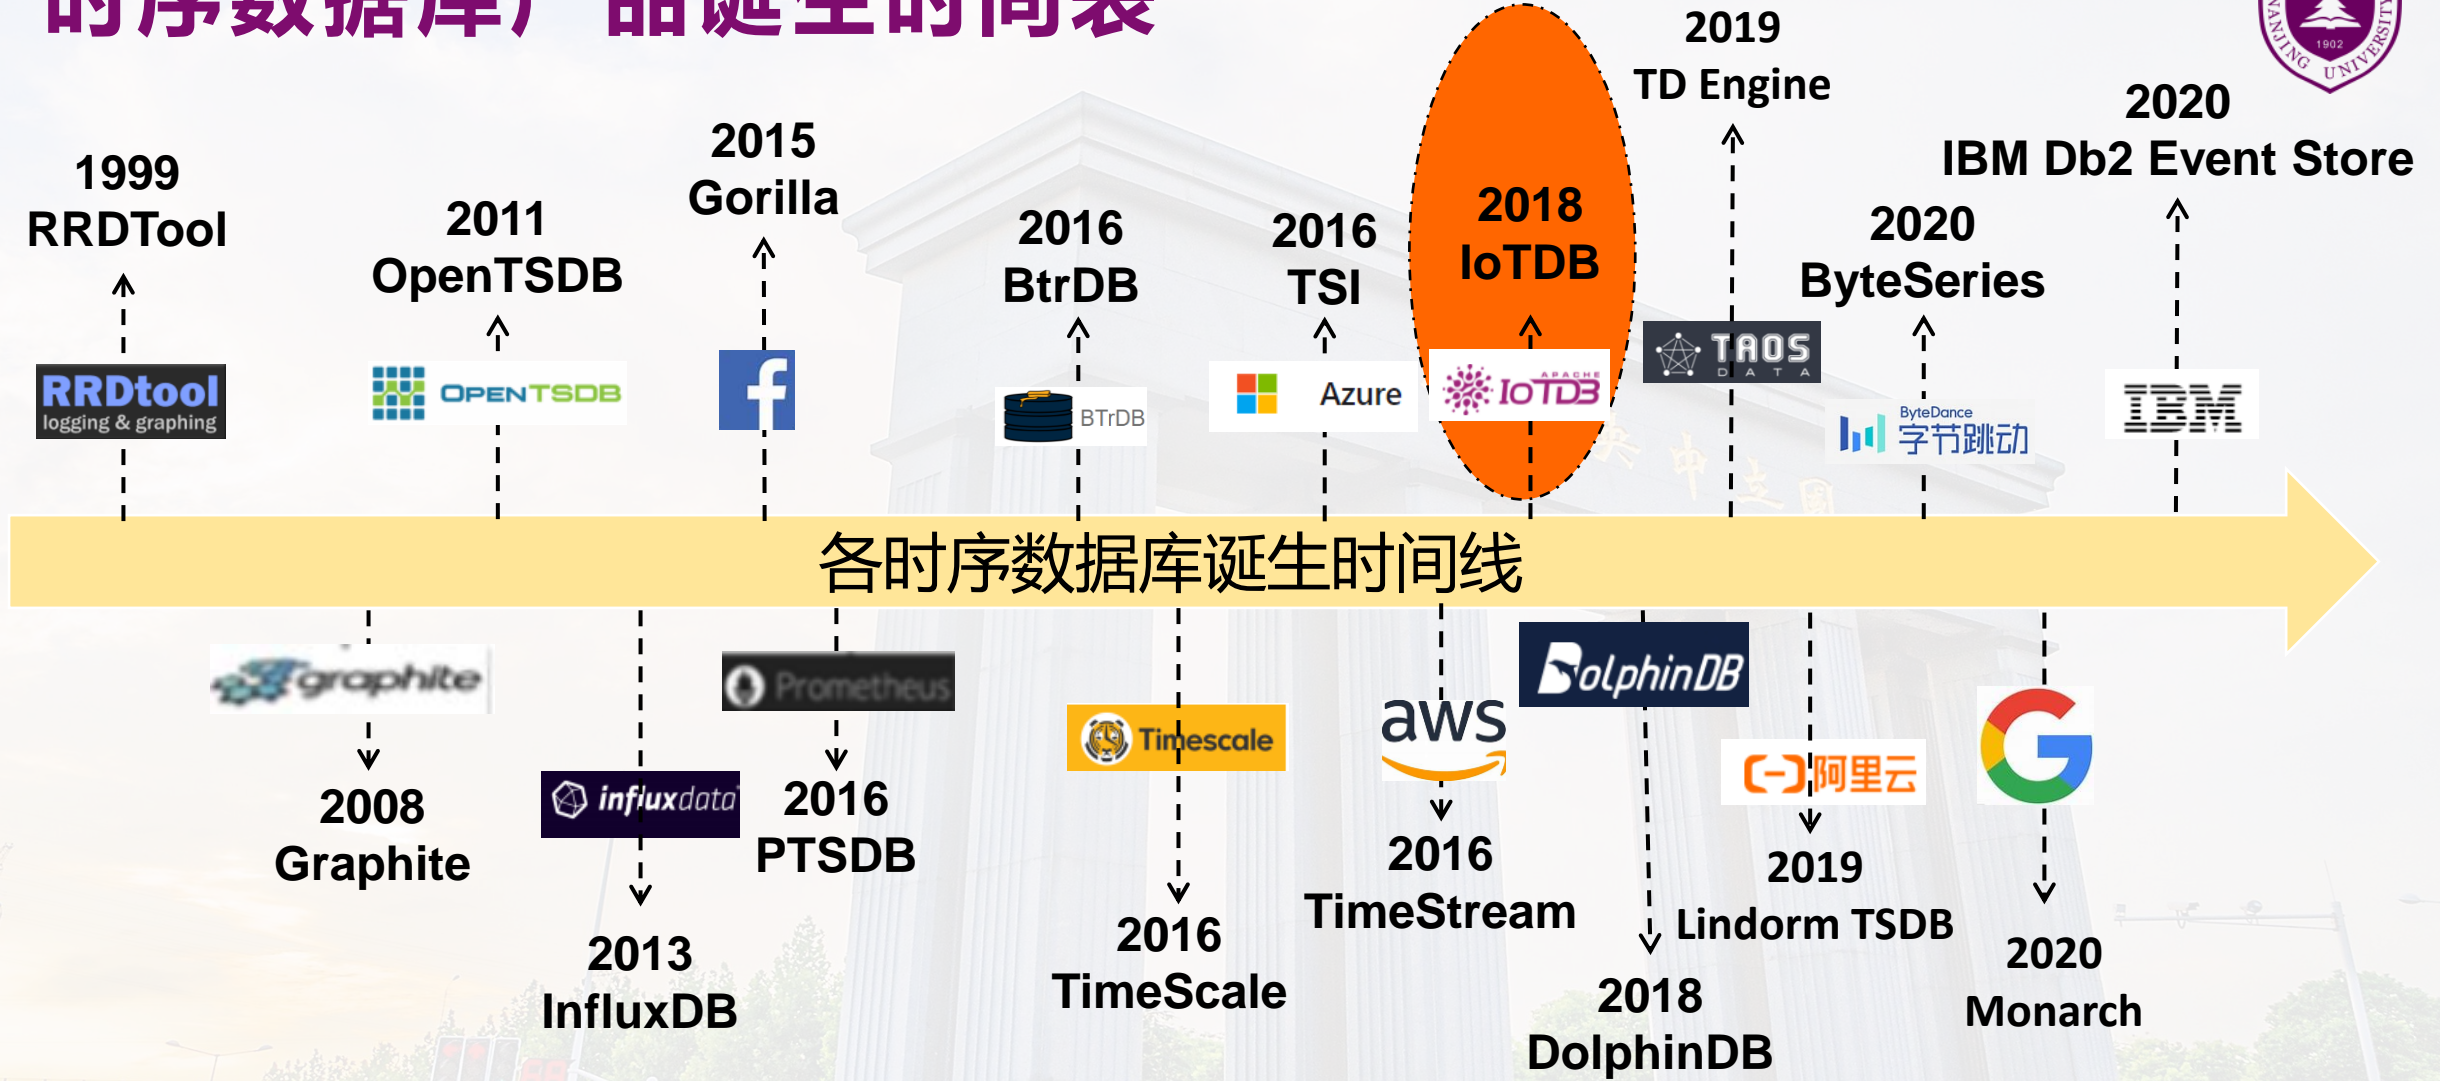 时序数据库产品诞生时间表
NANJING UNIVERSITY
1902
1999
RRDTool
RRDtool
logging & graphing
2011
OpenTSDB
OPENTSDB
2015
Gorilla
f
2016
BtrDB
BTrDB
2016
TSI
Azure
2018
IoTDB
APACHE
IoTDB
2019
TD Engine
TAOS
DATA
2020
ByteSeries
ByteDance
字节跳动
2020
IBM Db2 Event Store
IBM
各时序数据库诞生时间线
graphite
2008
Graphite
influxdata
2013
InfluxDB
Prometheus
2016
PTSDB
Timescale
2016
TimeScale
aws
2016
TimeStream
DolphinDB
2018
DolphinDB
阿里云
2019
Lindorm TSDB
G
2020
Monarch